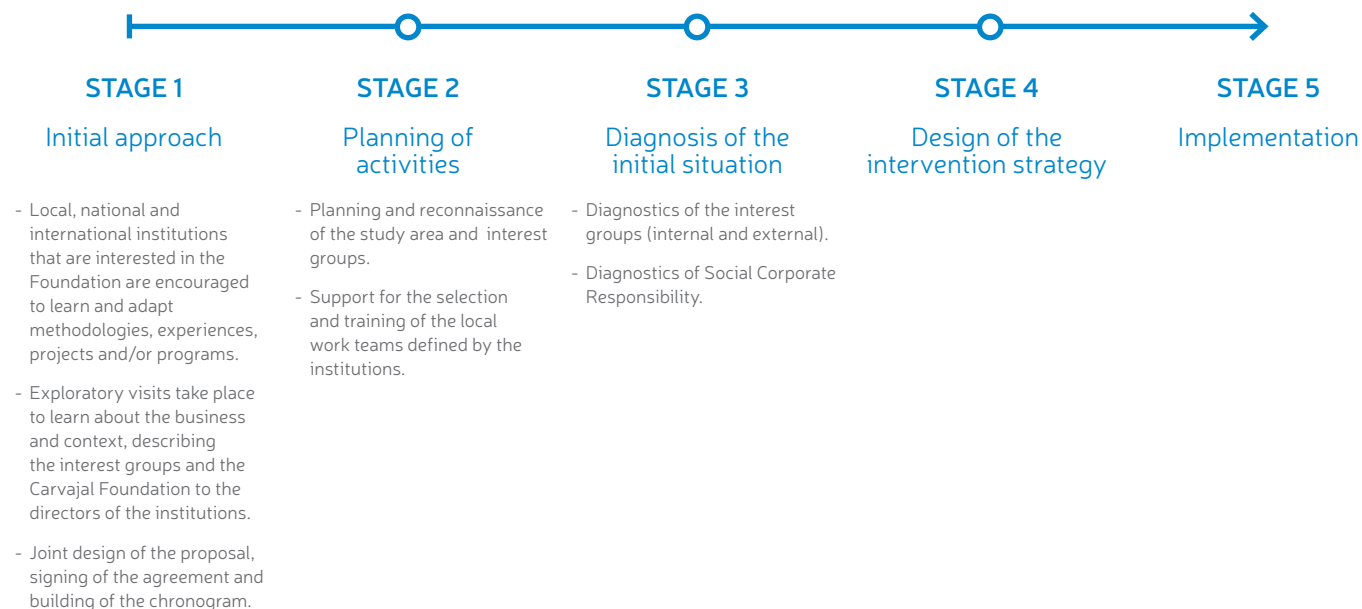 STAGE 1
Initial approach
- Local, national and
international institutions
that are interested in the
Foundation are encouraged
to learn and adapt
methodologies, experiences,
projects and/or programs.
- Exploratory visits take place
to learn about the business
and context, describing
the interest groups and the
Carvajal Foundation to the
directors of the institutions.
- Joint design of the proposal,
signing of the agreement and
building of the chronogram.
STAGE 2
Planning of
activities
- Planning and reconnaissance
of the study area and interest
groups.
- Support for the selection
and training of the local
work teams defined by the
institutions.
STAGE 3
Diagnosis of the
initial situation
- Diagnostics of the interest
groups (internal and external).
- Diagnostics of Social Corporate
Responsibility.
STAGE 4
Design of the
intervention strategy
STAGE 5
Implementation